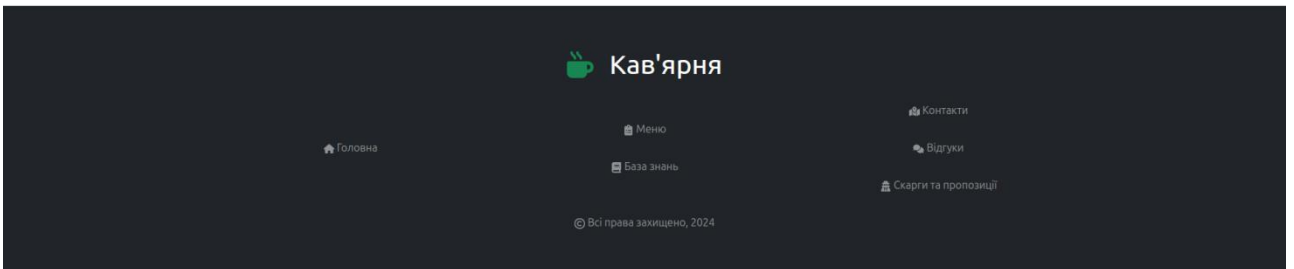 Кав'ярня
Головна
Меню
База знань
Контакти
Відгуки
Скарги та пропозиції
© Всі права захищено, 2024